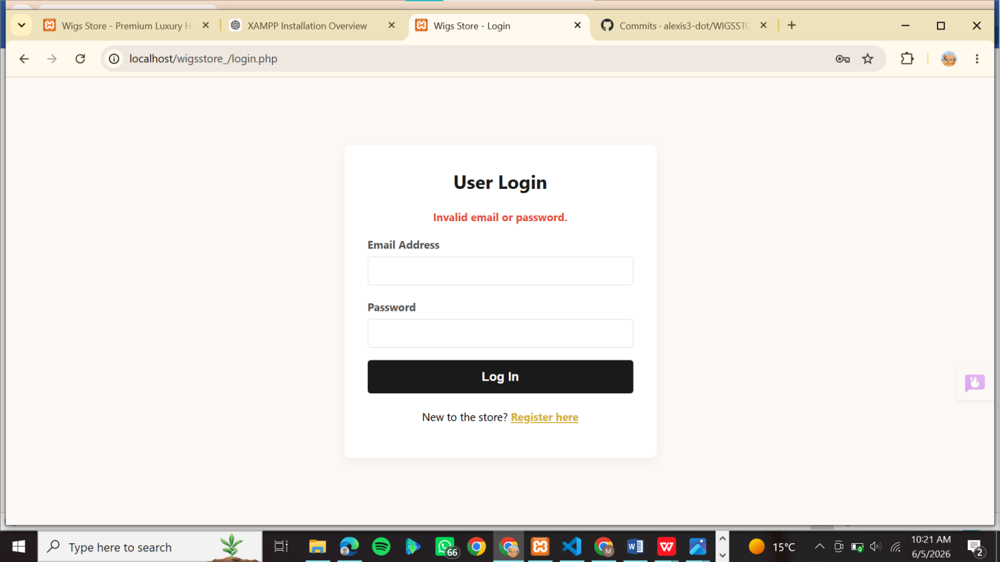 Wigs Store - Premium Luxury H
XAMPP Installation Overview
Wigs Store - Login
Commits · alexis3-dot/WIGSSTO
localhost/wigsstore_/login.php
User Login
Invalid email or password.
Email Address
Password
Log In
New to the store? Register here
Type here to search
66
M
W
15°C
10:21 AM
6/5/2026
2